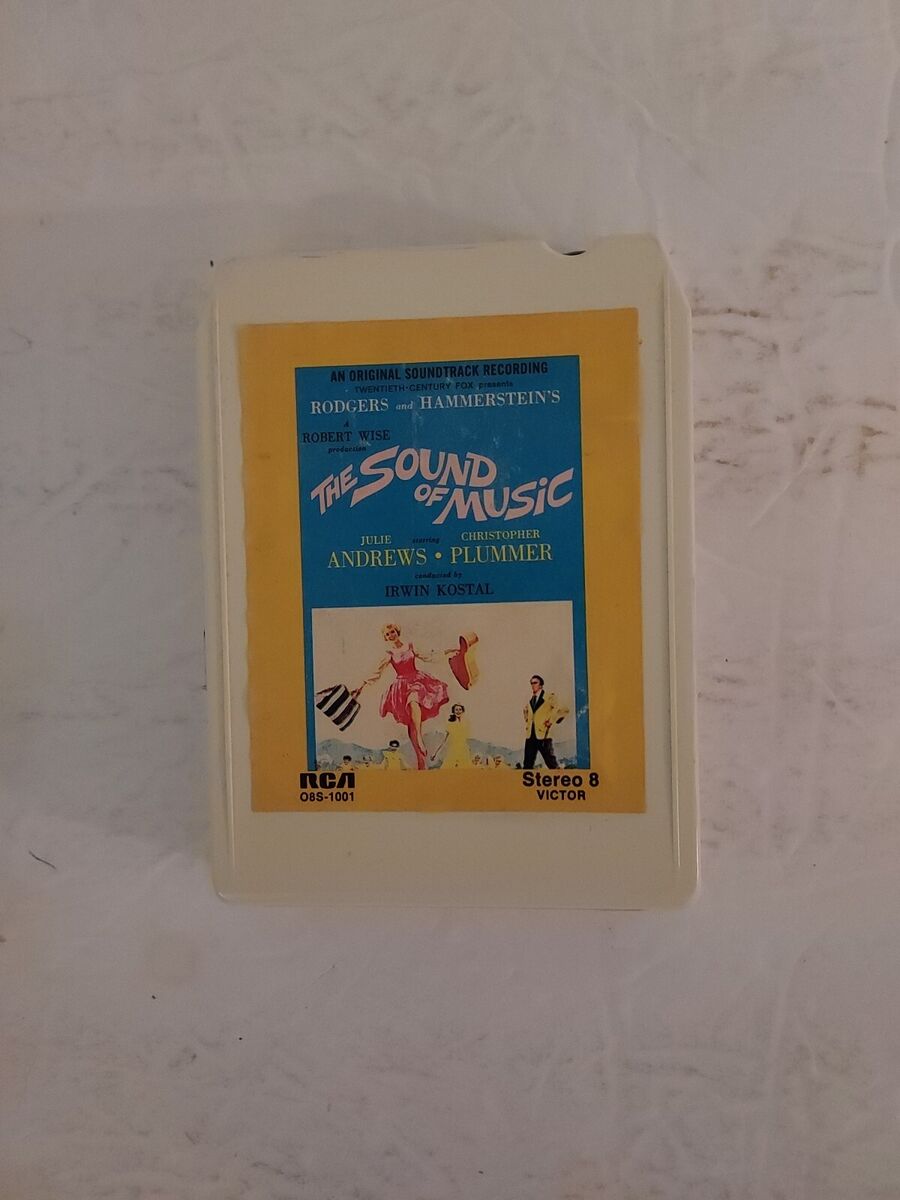 AN ORIGINAL SOUNDTRACK RECORDING
TWENTIETH-CENTURY FOX presents
RODGERS and HAMMERSTEIN'S
A
ROBERT WISE
production
THE SOUND
OF MUSIC
JULIE starring CHRISTOPHER
ANDREWS • PLUMMER
conducted by
IRWIN KOSTAL
RCA Stereo 8
O8S-1001 VICTOR